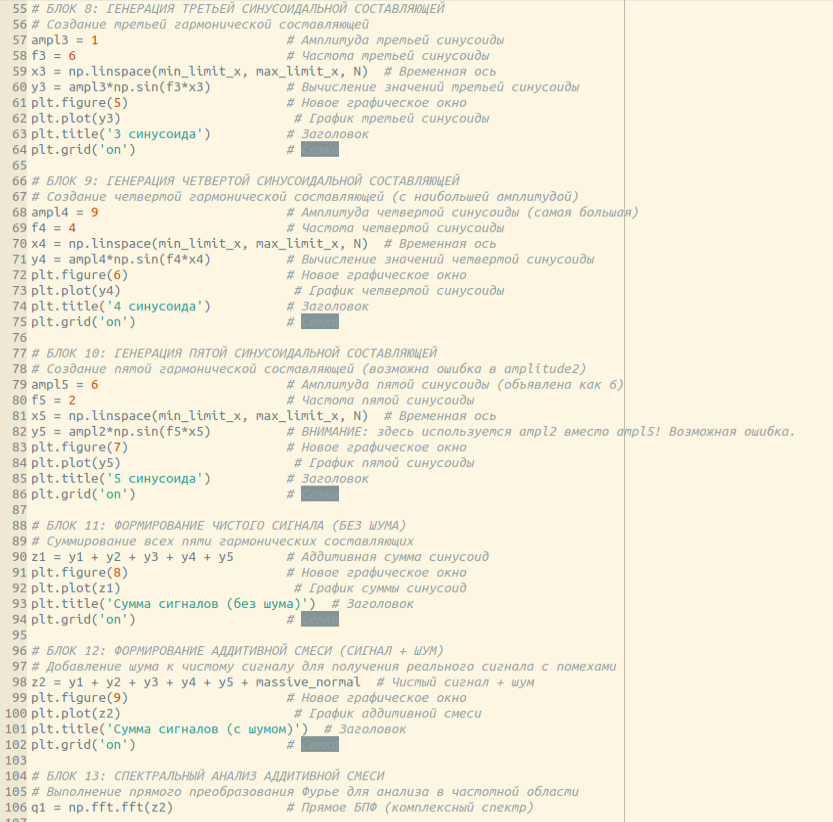 55 # БЛОК 8: ГЕНЕРАЦИЯ ТРЕТЬЕЙ СИНУСОИДАЛЬНОЙ СОСТАВЛЯЮЩЕЙ
56 # Создание третьей гармонической составляющей
57 ampl3 = 1 # Амплитуда третьей синусоиды
58 f3 = 6 # Частота третьей синусоиды
59 x3 = np.linspace(min_limit_x, max_limit_x, N) # Временная ось
60 y3 = ampl3*np.sin(f3*x3) # Вычисление значений третьей синусоиды
61 plt.figure(5) # Новое графическое окно
62 plt.plot(y3) # График третьей синусоиды
63 plt.title('3 синусоида') # Заголовок
64 plt.grid('on') # Сетка
65
66 # БЛОК 9: ГЕНЕРАЦИЯ ЧЕТВЕРТОЙ СИНУСОИДАЛЬНОЙ СОСТАВЛЯЮЩЕЙ
67 # Создание четвертой гармонической составляющей (с наибольшей амплитудой)
68 ampl4 = 9 # Амплитуда четвертой синусоиды (самая большая)
69 f4 = 4 # Частота четвертой синусоиды
70 x4 = np.linspace(min_limit_x, max_limit_x, N) # Временная ось
71 y4 = ampl4*np.sin(f4*x4) # Вычисление значений четвертой синусоиды
72 plt.figure(6) # Новое графическое окно
73 plt.plot(y4) # График четвертой синусоиды
74 plt.title('4 синусоида') # Заголовок
75 plt.grid('on') # Сетка
76
77 # БЛОК 10: ГЕНЕРАЦИЯ ПЯТОЙ СИНУСОИДАЛЬНОЙ СОСТАВЛЯЮЩЕЙ
78 # Создание пятой гармонической составляющей (возможна ошибка в amplitude2)
79 ampl5 = 6 # Амплитуда пятой синусоиды (объявлена как 6)
80 f5 = 2 # Частота пятой синусоиды
81 x5 = np.linspace(min_limit_x, max_limit_x, N) # Временная ось
82 y5 = ampl2*np.sin(f5*x5) # ВНИМАНИЕ: здесь используется ampl2 вместо ampl5! Возможная ошибка.
83 plt.figure(7) # Новое графическое окно
84 plt.plot(y5) # График пятой синусоиды
85 plt.title('5 синусоида') # Заголовок
86 plt.grid('on') # Сетка
87
88 # БЛОК 11: ФОРМИРОВАНИЕ ЧИСТОГО СИГНАЛА (БЕЗ ШУМА)
89 # Суммирование всех пяти гармонических составляющих
90 z1 = y1 + y2 + y3 + y4 + y5 # Аддитивная сумма синусоид
91 plt.figure(8) # Новое графическое окно
92 plt.plot(z1) # График суммы синусоид
93 plt.title('Сумма сигналов (без шума)') # Заголовок
94 plt.grid('on') # Сетка
95
96 # БЛОК 12: ФОРМИРОВАНИЕ АДДИТИВНОЙ СМЕСИ (СИГНАЛ + ШУМ)
97 # Добавление шума к чистому сигналу для получения реального сигнала с помехами
98 z2 = y1 + y2 + y3 + y4 + y5 + massive_normal # Чистый сигнал + шум
99 plt.figure(9) # Новое графическое окно
100 plt.plot(z2) # График аддитивной смеси
101 plt.title('Сумма сигналов (с шумом)') # Заголовок
102 plt.grid('on') # Сетка
103
104 # БЛОК 13: СПЕКТРАЛЬНЫЙ АНАЛИЗ АДДИТИВНОЙ СМЕСИ
105 # Выполнение прямого преобразования Фурье для анализа в частотной области
106 q1 = np.fft.fft(z2) # Прямое БПФ (комплексный спектр)